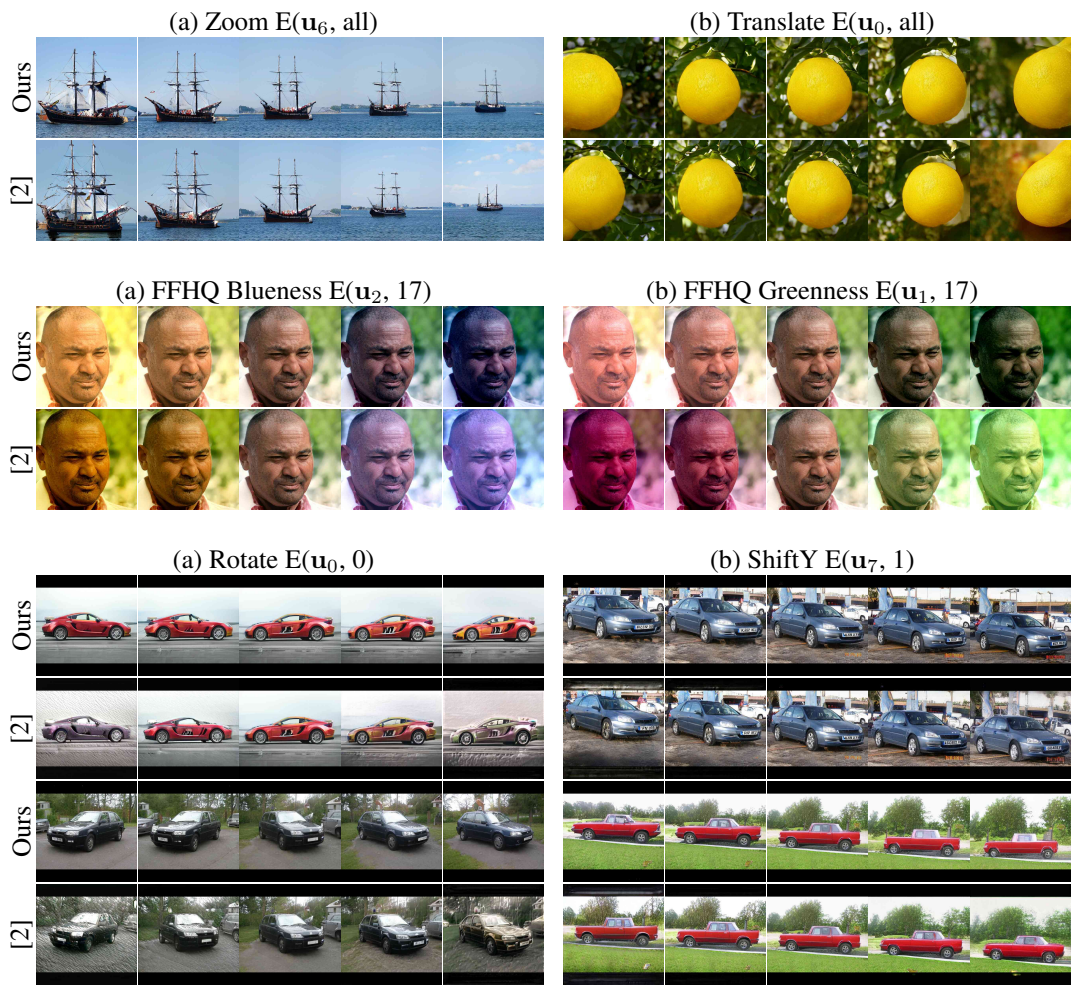 (a) Zoom E(u₆, all)
(b) Translate E(u₀, all)
Ours
[2]
(a) FFHQ Blueness E(u₂, 17)
(b) FFHQ Greenness E(u₁, 17)
Ours
[2]
(a) Rotate E(u₀, 0)
(b) ShiftY E(u₇, 1)
Ours
[2]
Ours
[2]